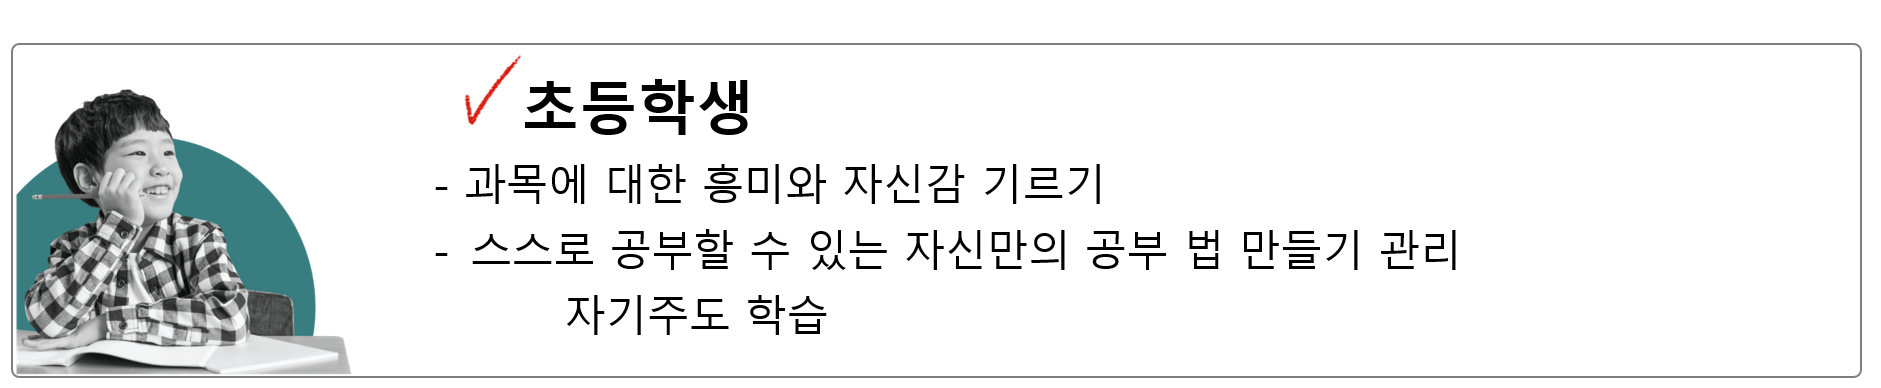 초등학생
- 과목에 대한 흥미와 자신감 기르기
- 스스로 공부할 수 있는 자신만의 공부 법 만들기 관리
자기주도 학습